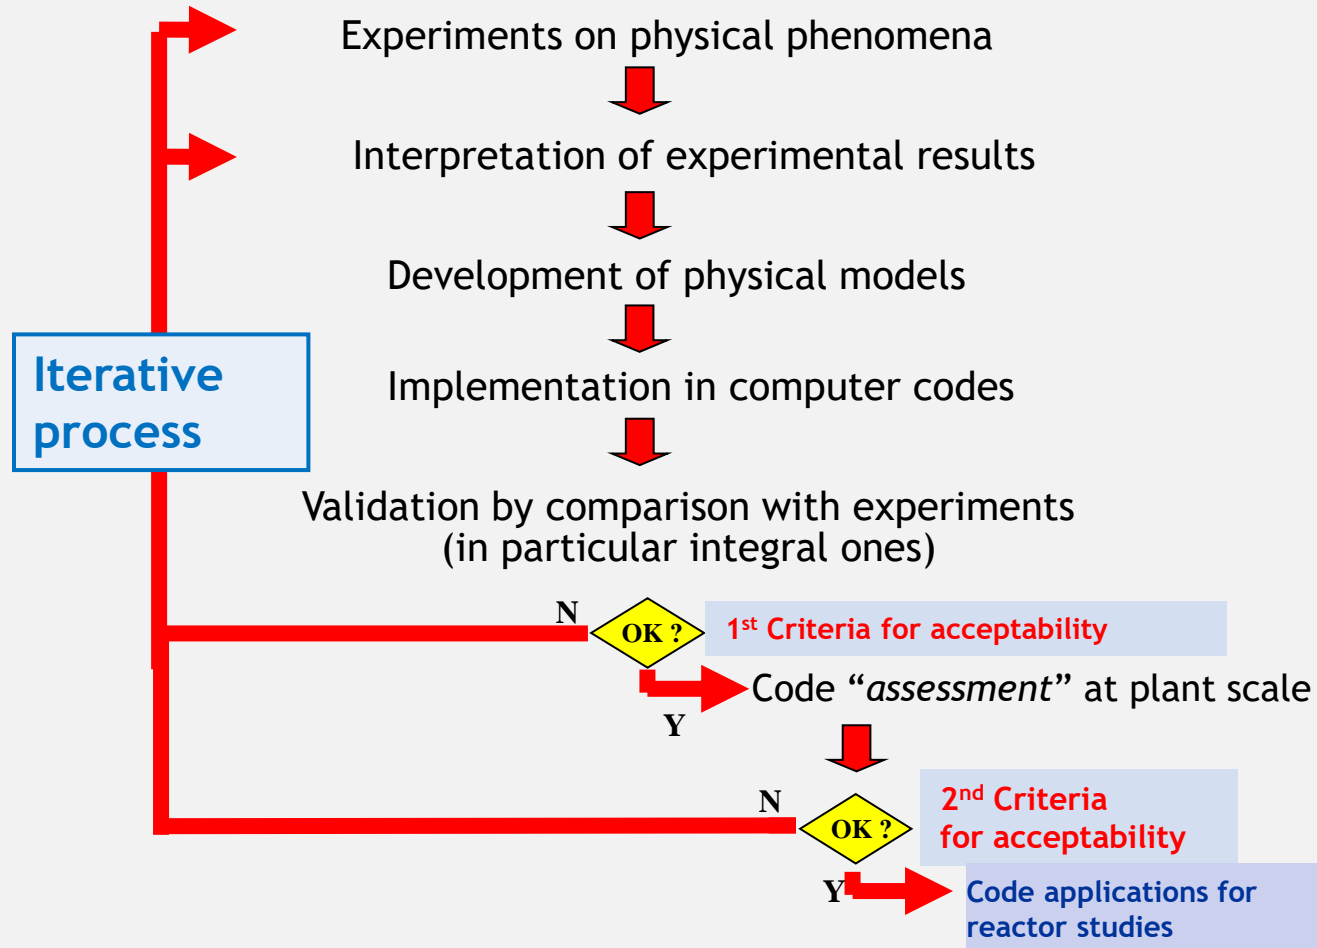 Experiments on physical phenomena
Interpretation of experimental results
Development of physical models
Iterative
process
Implementation in computer codes
Validation by comparison with experiments
(in particular integral ones)
N
OK ?
1st Criteria for acceptability
Code “assessment” at plant scale
Y
N
OK ?
2nd Criteria
for acceptability
Y
Code applications for
reactor studies